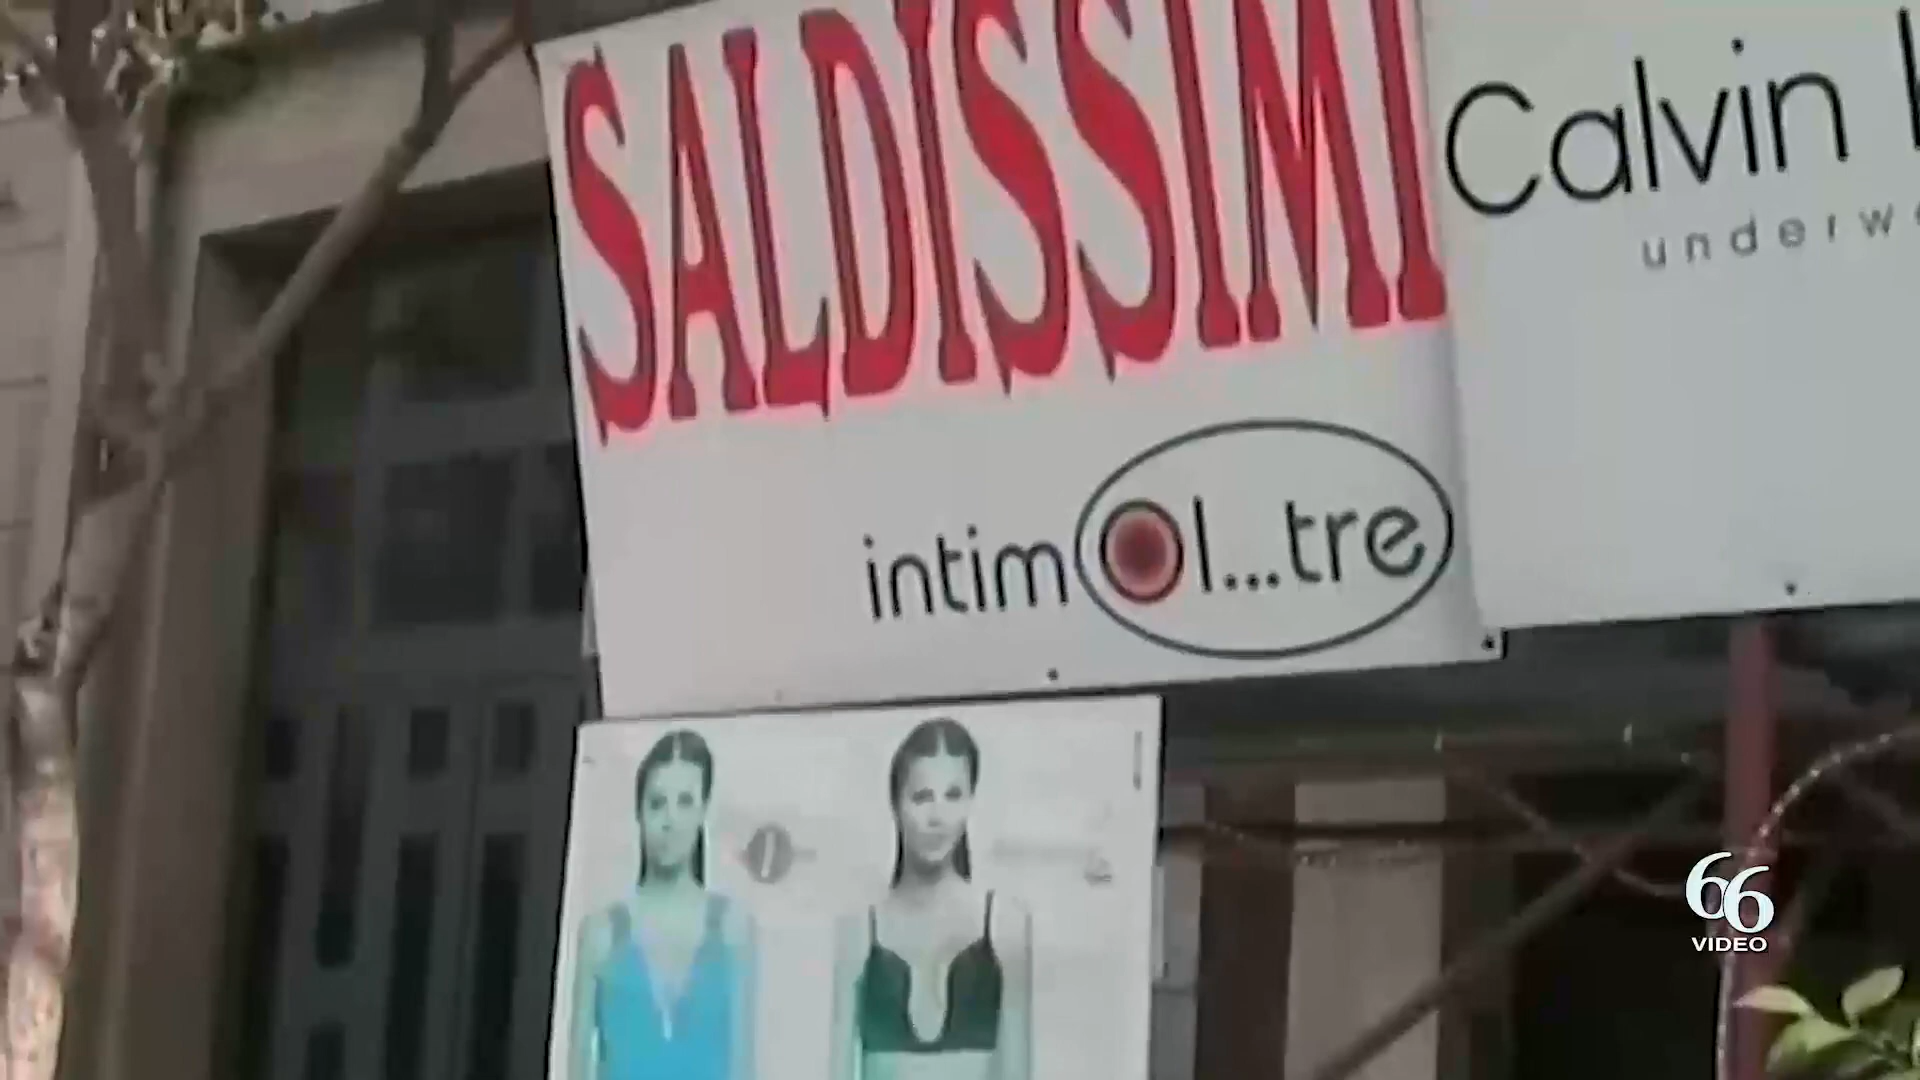 SALDISSIMI
intimOl...tre
Calvin
underw
66
VIDEO